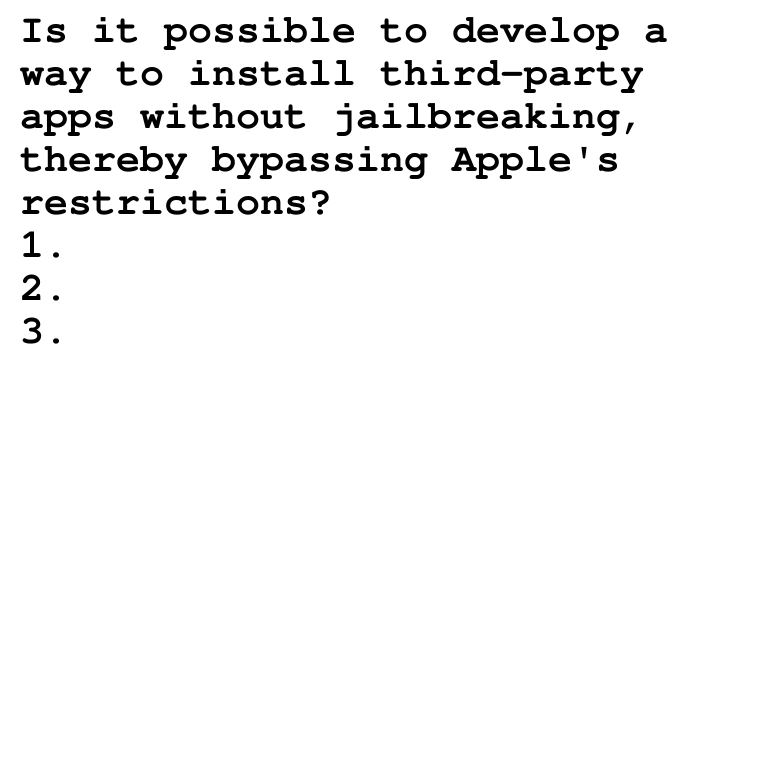 Is it possible to develop a
way to install third-party
apps without jailbreaking,
thereby bypassing Apple's
restrictions?
1.
2.
3.